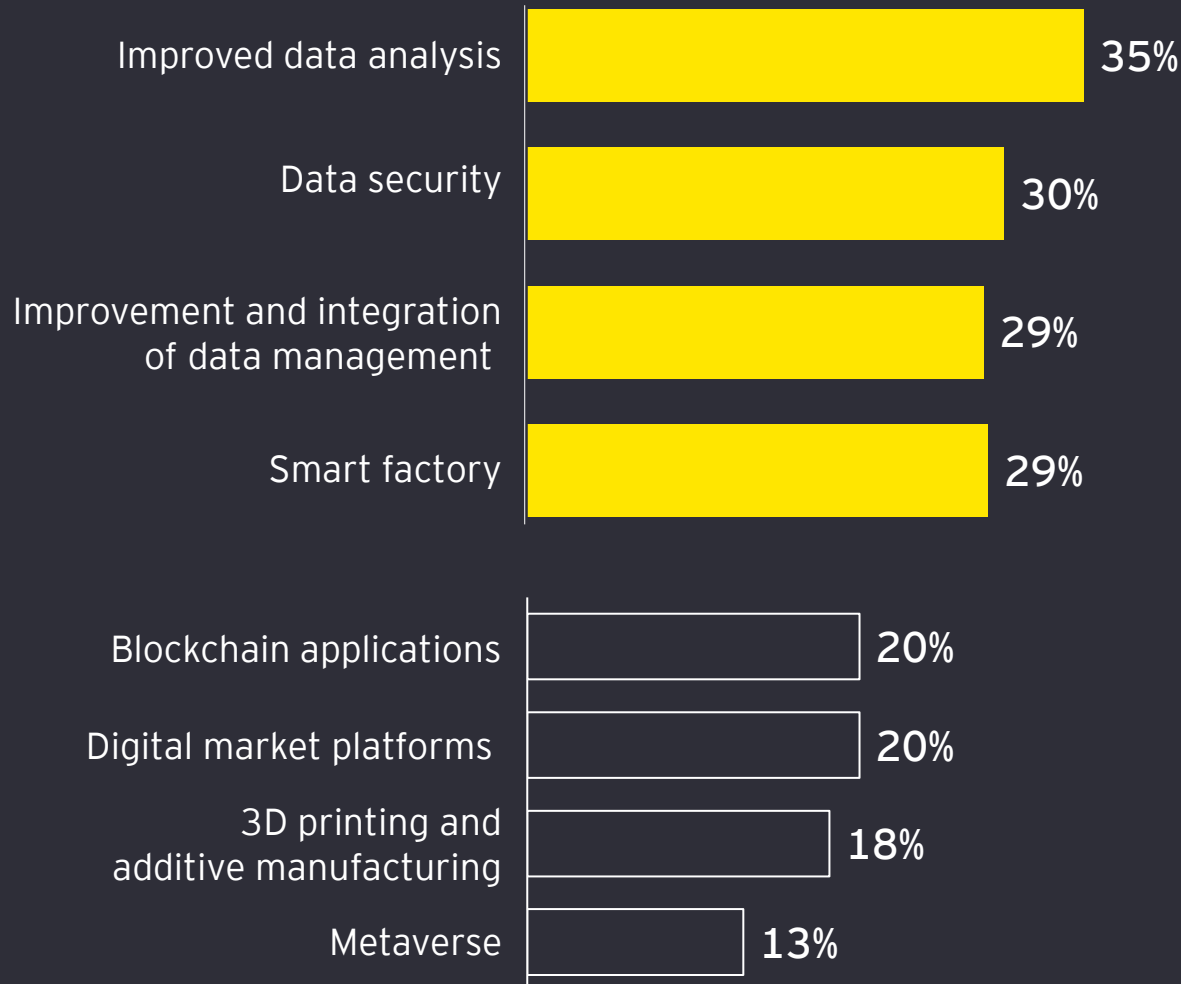 Improved data analysis 35%
Data security 30%
Improvement and integration
of data management 29%
Smart factory 29%
Blockchain applications 20%
Digital market platforms 20%
3D printing and
additive manufacturing 18%
Metaverse 13%